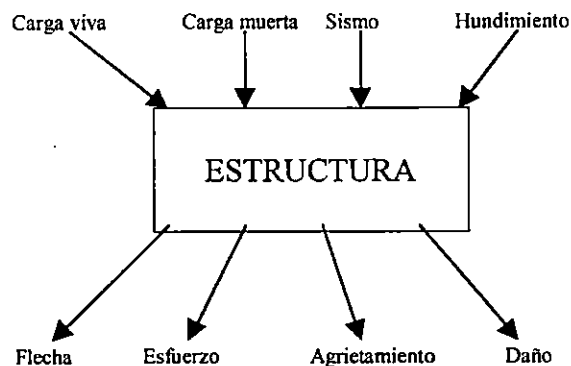 Carga viva Carga muerta Sismo Hundimiento
ESTRUCTURA
Flecha Esfuerzo Agrietamiento Daño